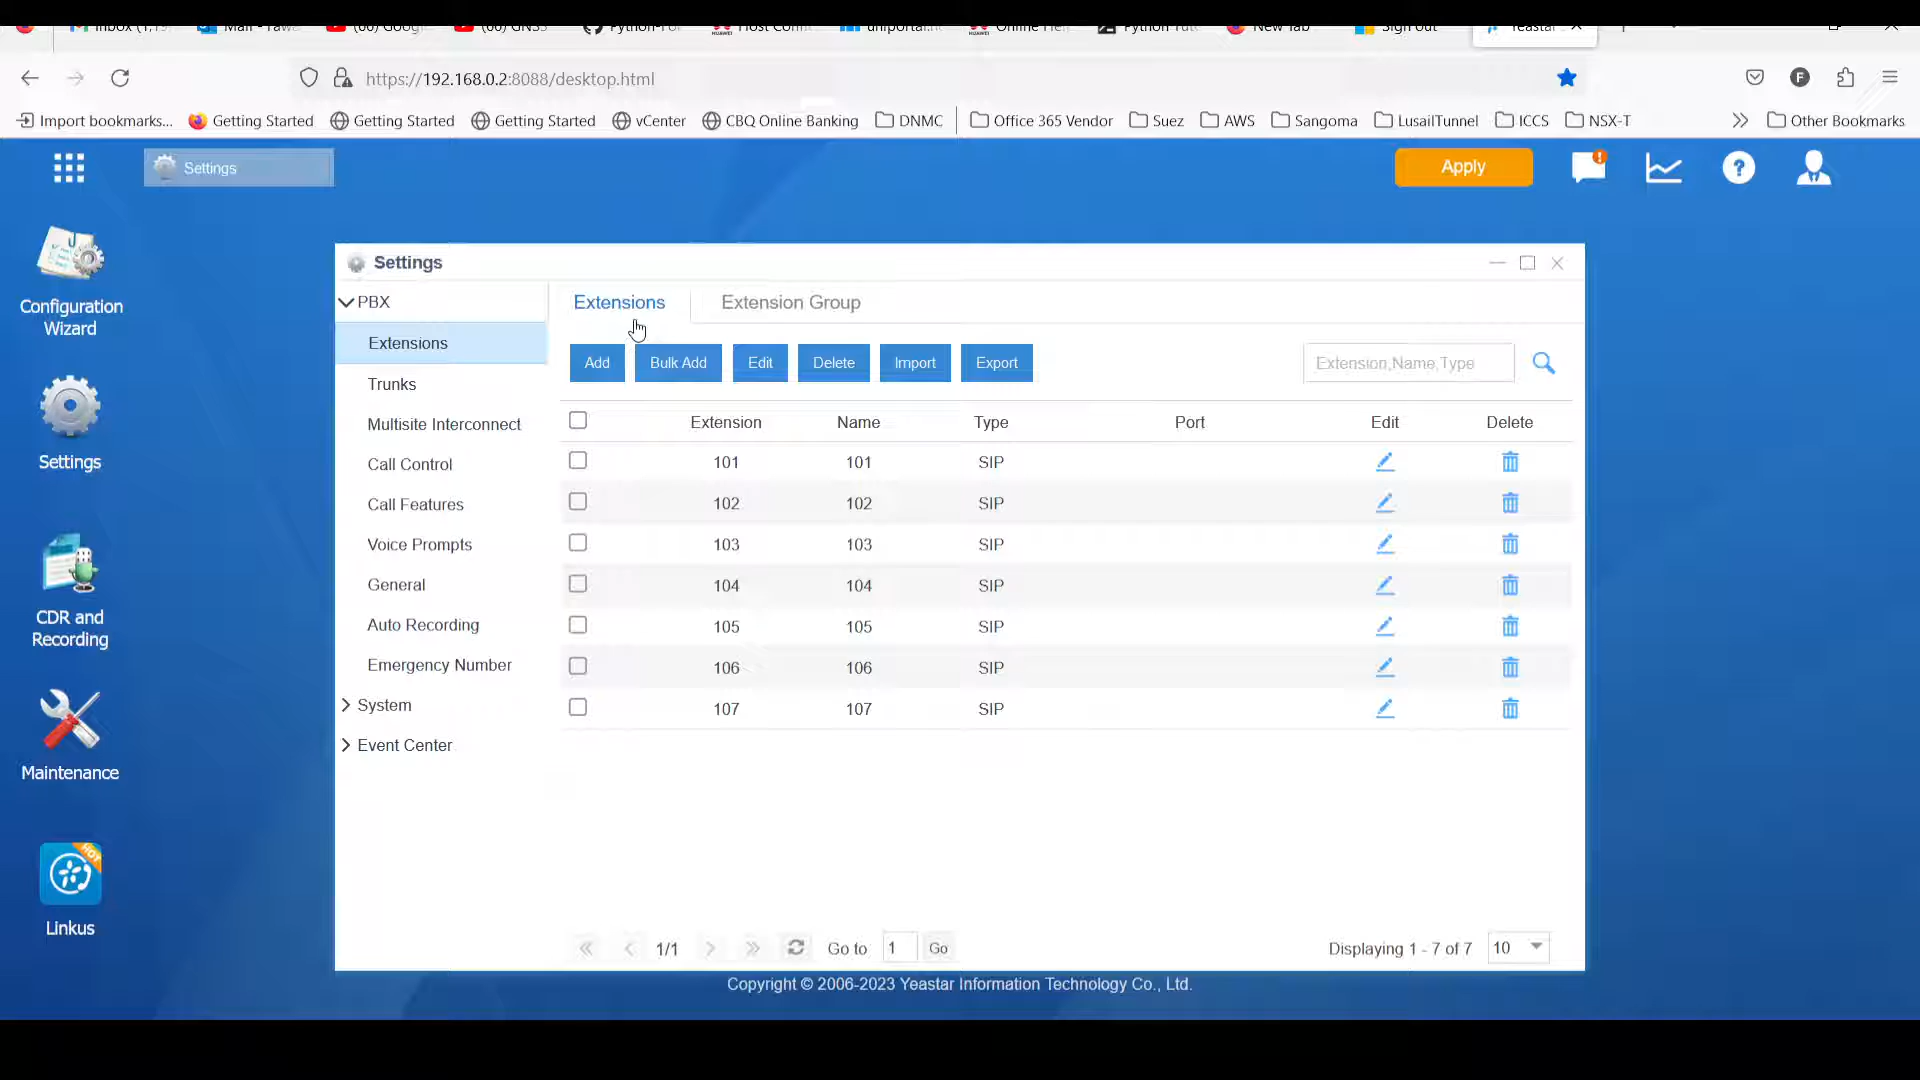 https://192.168.0.2:8088/desktop.html
F
Import bookmarks... Getting Started Getting Started Getting Started vCenter CBQ Online Banking DNMC Office 365 Vendor Suez AWS Sangoma LusailTunnel ICCS NSX-T Other Bookmarks
Settings
Apply
Configuration
Wizard
Settings
CDR and
Recording
Maintenance
HOT
Linkus
Settings
PBX
Extensions
Trunks
Multisite Interconnect
Call Control
Call Features
Voice Prompts
General
Auto Recording
Emergency Number
System
Event Center
Extensions Extension Group
Add Bulk Add Edit Delete Import Export Extension,Name,Type
Extension Name Type Port Edit Delete
101 101 SIP
102 102 SIP
103 103 SIP
104 104 SIP
105 105 SIP
106 106 SIP
107 107 SIP
1/1 Go to 1 Go Displaying 1 - 7 of 7 10
Copyright © 2006-2023 Yeastar Information Technology Co., Ltd.